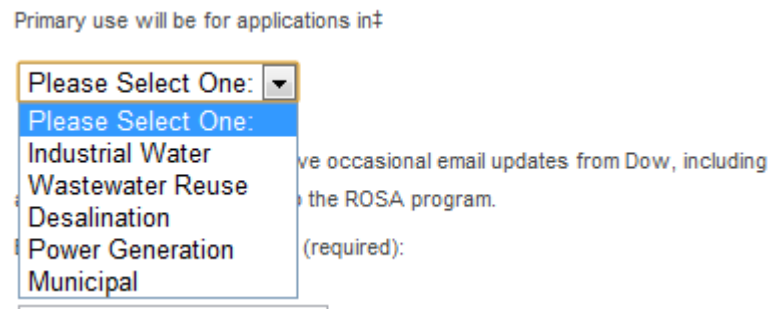 Primary use will be for applications in‡
Please Select One:
Please Select One:
Industrial Water
ve occasional email updates from Dow, including
Wastewater Reuse
the ROSA program.
Desalination
Power Generation
(required):
Municipal